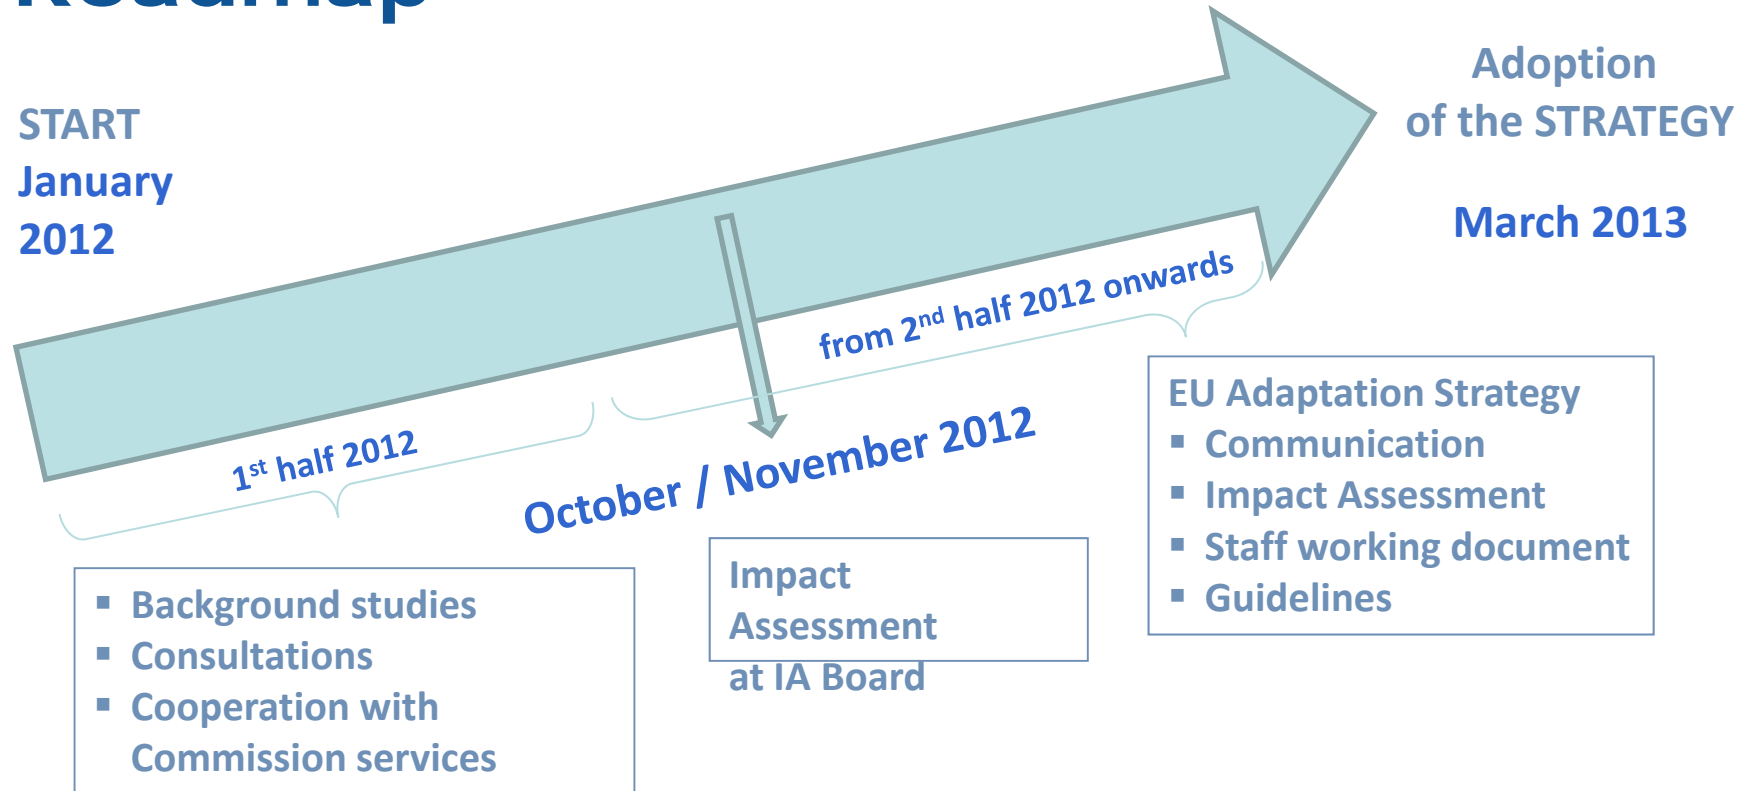 Roadmap
START
January
2012
Adoption
of the STRATEGY
March 2013
1st half 2012
from 2nd half 2012 onwards
October / November 2012
▪ Background studies
▪ Consultations
▪ Cooperation with
Commission services
Impact
Assessment
at IA Board
EU Adaptation Strategy
▪ Communication
▪ Impact Assessment
▪ Staff working document
▪ Guidelines